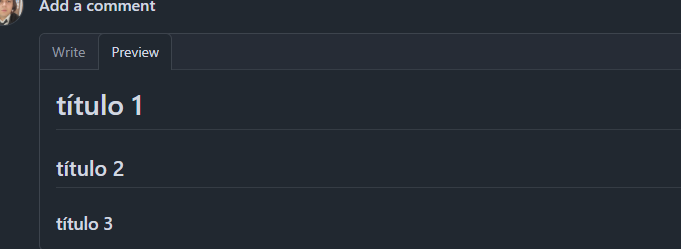 Add a comment
Write Preview
título 1
título 2
título 3